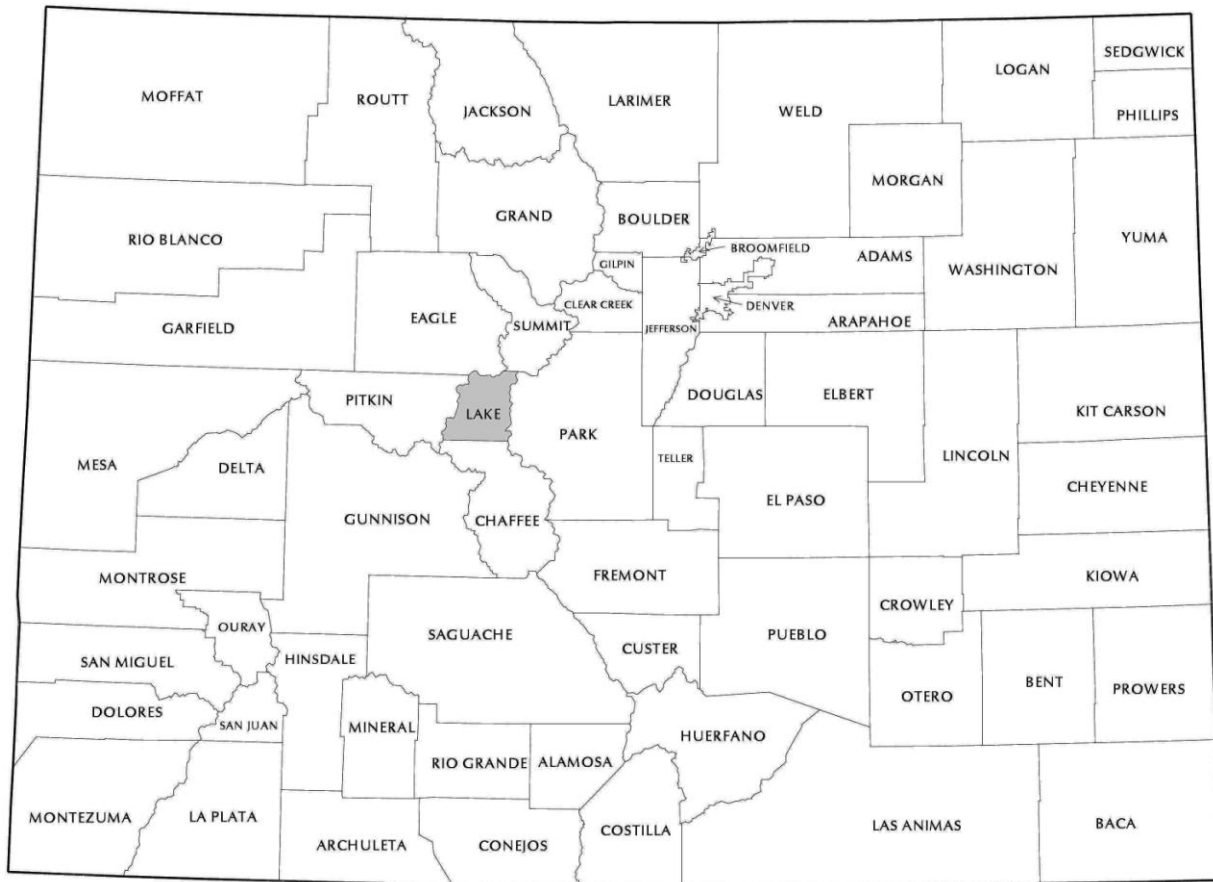 SEDGWICK
LOGAN
MOFFAT
ROUTT
LARIMER
JACKSON
WELD
PHILLIPS
MORGAN
GRAND
BOULDER
RIO BLANCO
YUMA
BROOMFIELD
ADAMS
WASHINGTON
GILPIN
CLEAR CREEK
DENVER
EAGLE
SUMMIT
GARFIELD
JEFFERSON
ARAPAHOE
PITKIN
LAKE
DOUGLAS
ELBERT
KIT CARSON
PARK
MESA
DELTA
TELLER
LINCOLN
CHEYENNE
EL PASO
GUNNISON
CHAFFEE
MONTROSE
FREMONT
KIOWA
CROWLEY
OURAY
SAGUACHE
PUEBLO
SAN MIGUEL
HINSDALE
CUSTER
BENT
PROWERS
OTERO
DOLORES
SAN JUAN
MINERAL
HUERFANO
RIO GRANDE
ALAMOSA
MONTEZUMA
LA PLATA
COSTILLA
LAS ANIMAS
BACA
ARCHULETA
CONEJOS